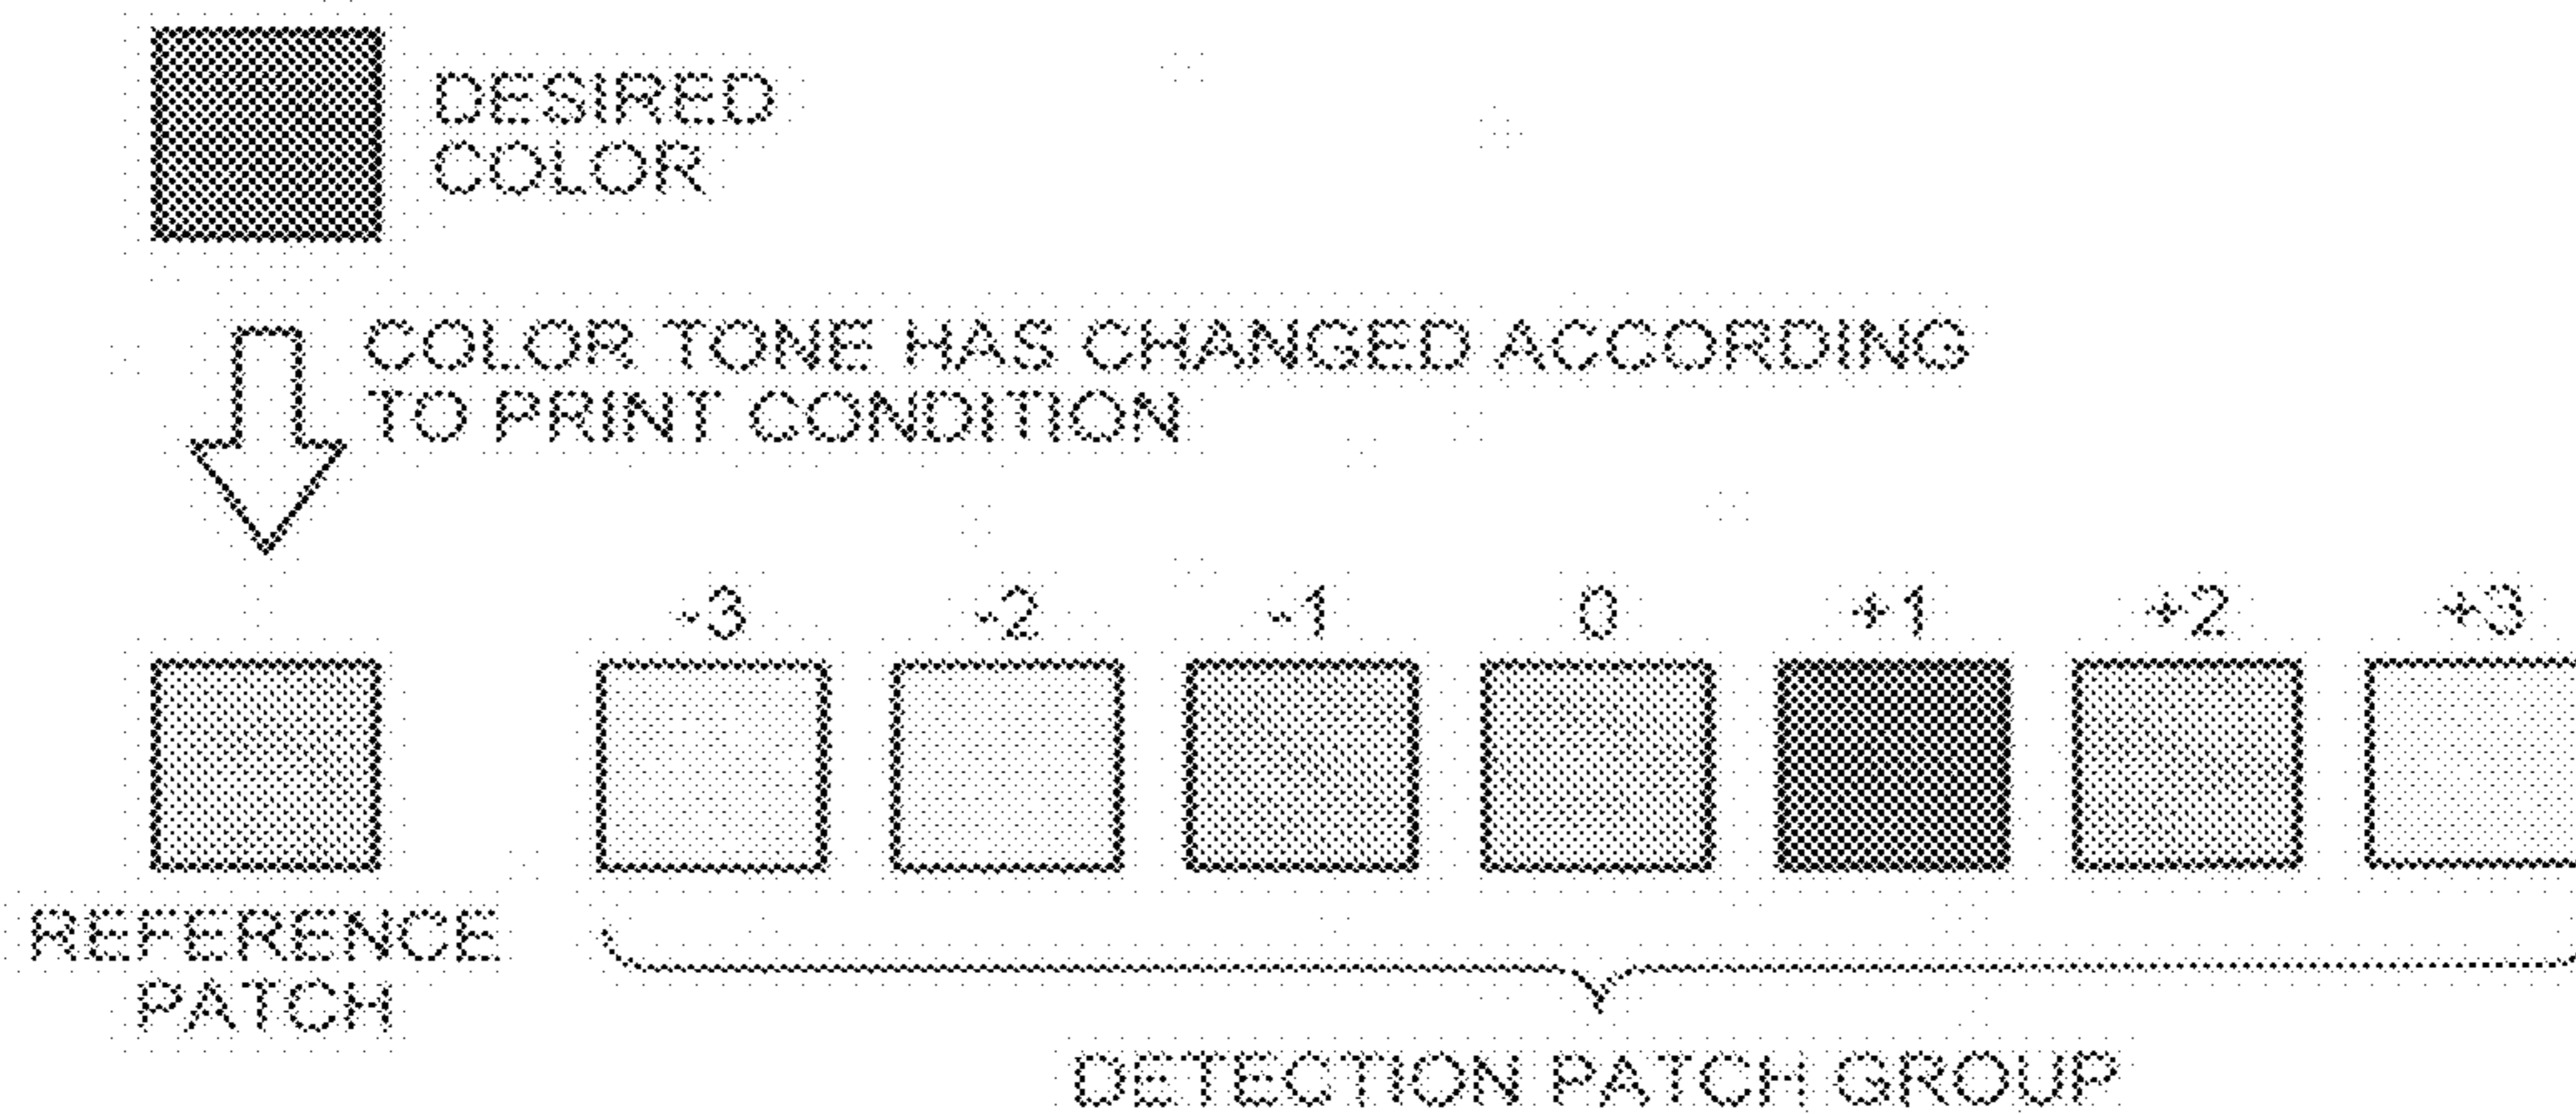 DESIRED
COLOR
COLOR TONE HAS CHANGED ACCORDING
TO PRINT CONDITION
-3 -2 -1 0 +1 +2 +3
REFERENCE
PATCH
DETECTION PATCH GROUP